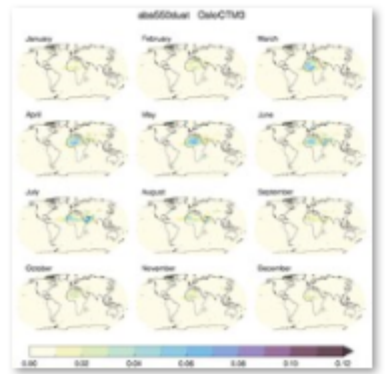 abs550dust OsloCTM3
January February March
April May June
July August September
October November December
0.00 0.02 0.04 0.06 0.08 0.10 0.12